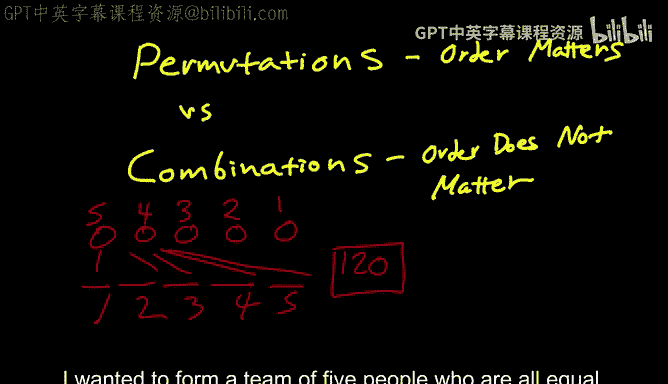 GPT中英字幕课程资源@bilibili.com
GPT中英字幕课程资源 bilibili
Permutations - Order Matters
vs
Combinations - Order Does Not
Matter
5 4 3 2 1
1
120
1 2 3 4 5
I wanted to form a team of five people who are all equal